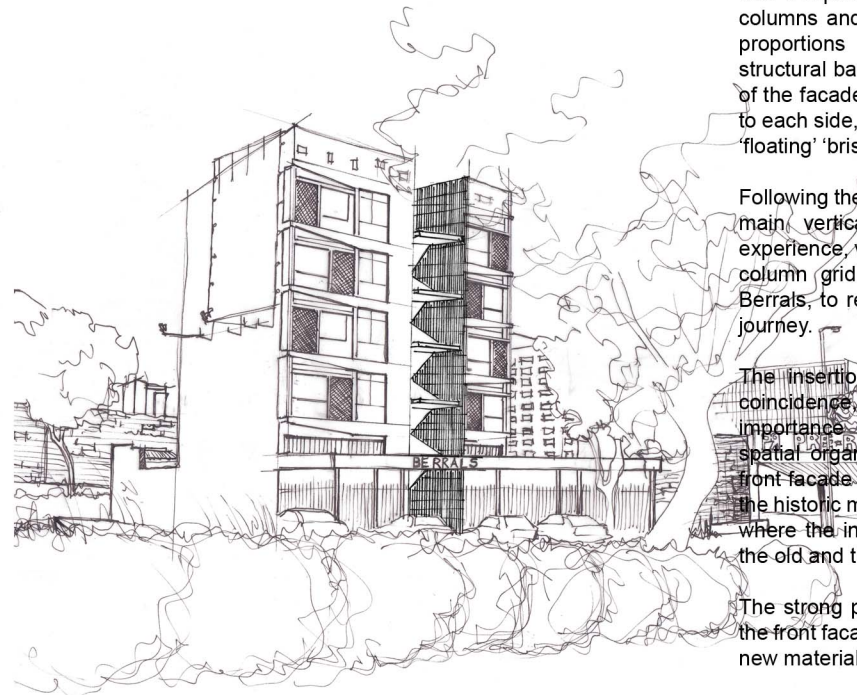 columns and
proportions
structural ba
of the facade
to each side,
'floating' 'bris
Following the
main vertica
experience, v
column grid
Berrals, to re
journey.
The insertio
coincidence
importance
spatial organ
front facade
the historic m
where the in
the old and t
The strong p
the front faca
new material
BERRALS